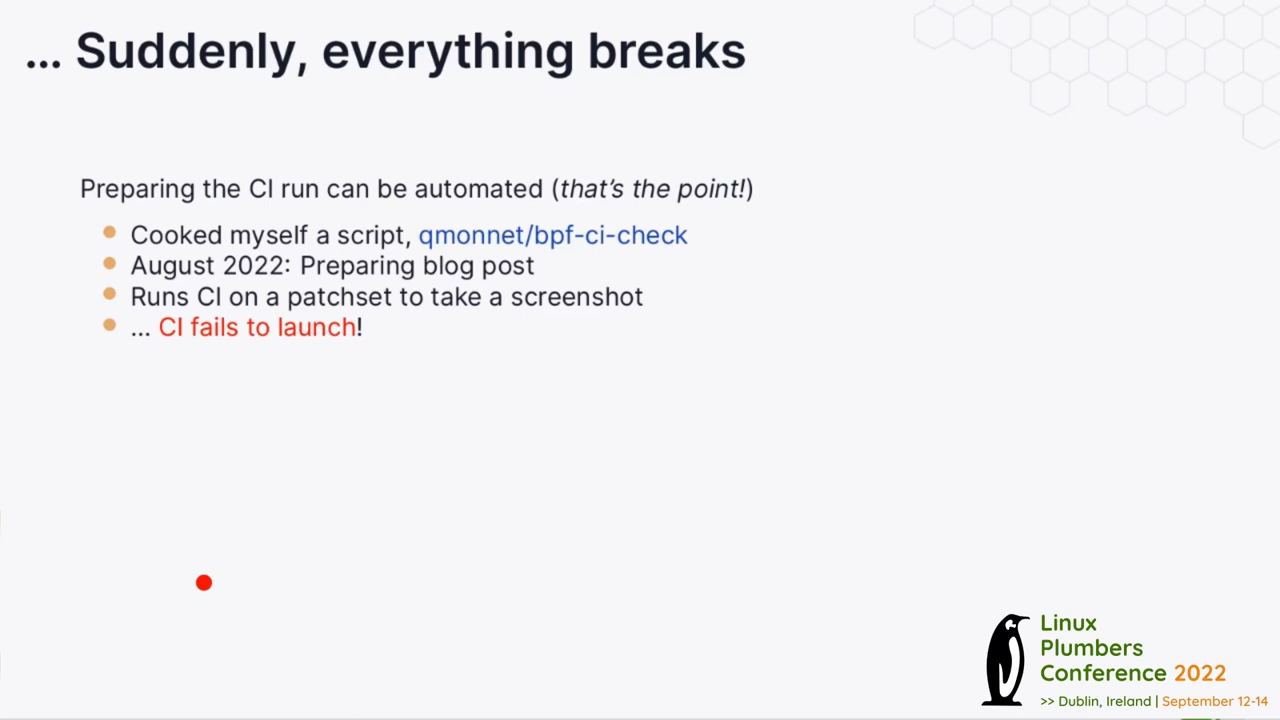 ... Suddenly, everything breaks
Preparing the CI run can be automated (that's the point!)
Cooked myself a script, qmonnet/bpf-ci-check
August 2022: Preparing blog post
Runs CI on a patchset to take a screenshot
... CI fails to launch!
Linux
Plumbers
Conference 2022
>> Dublin, Ireland | September 12-14